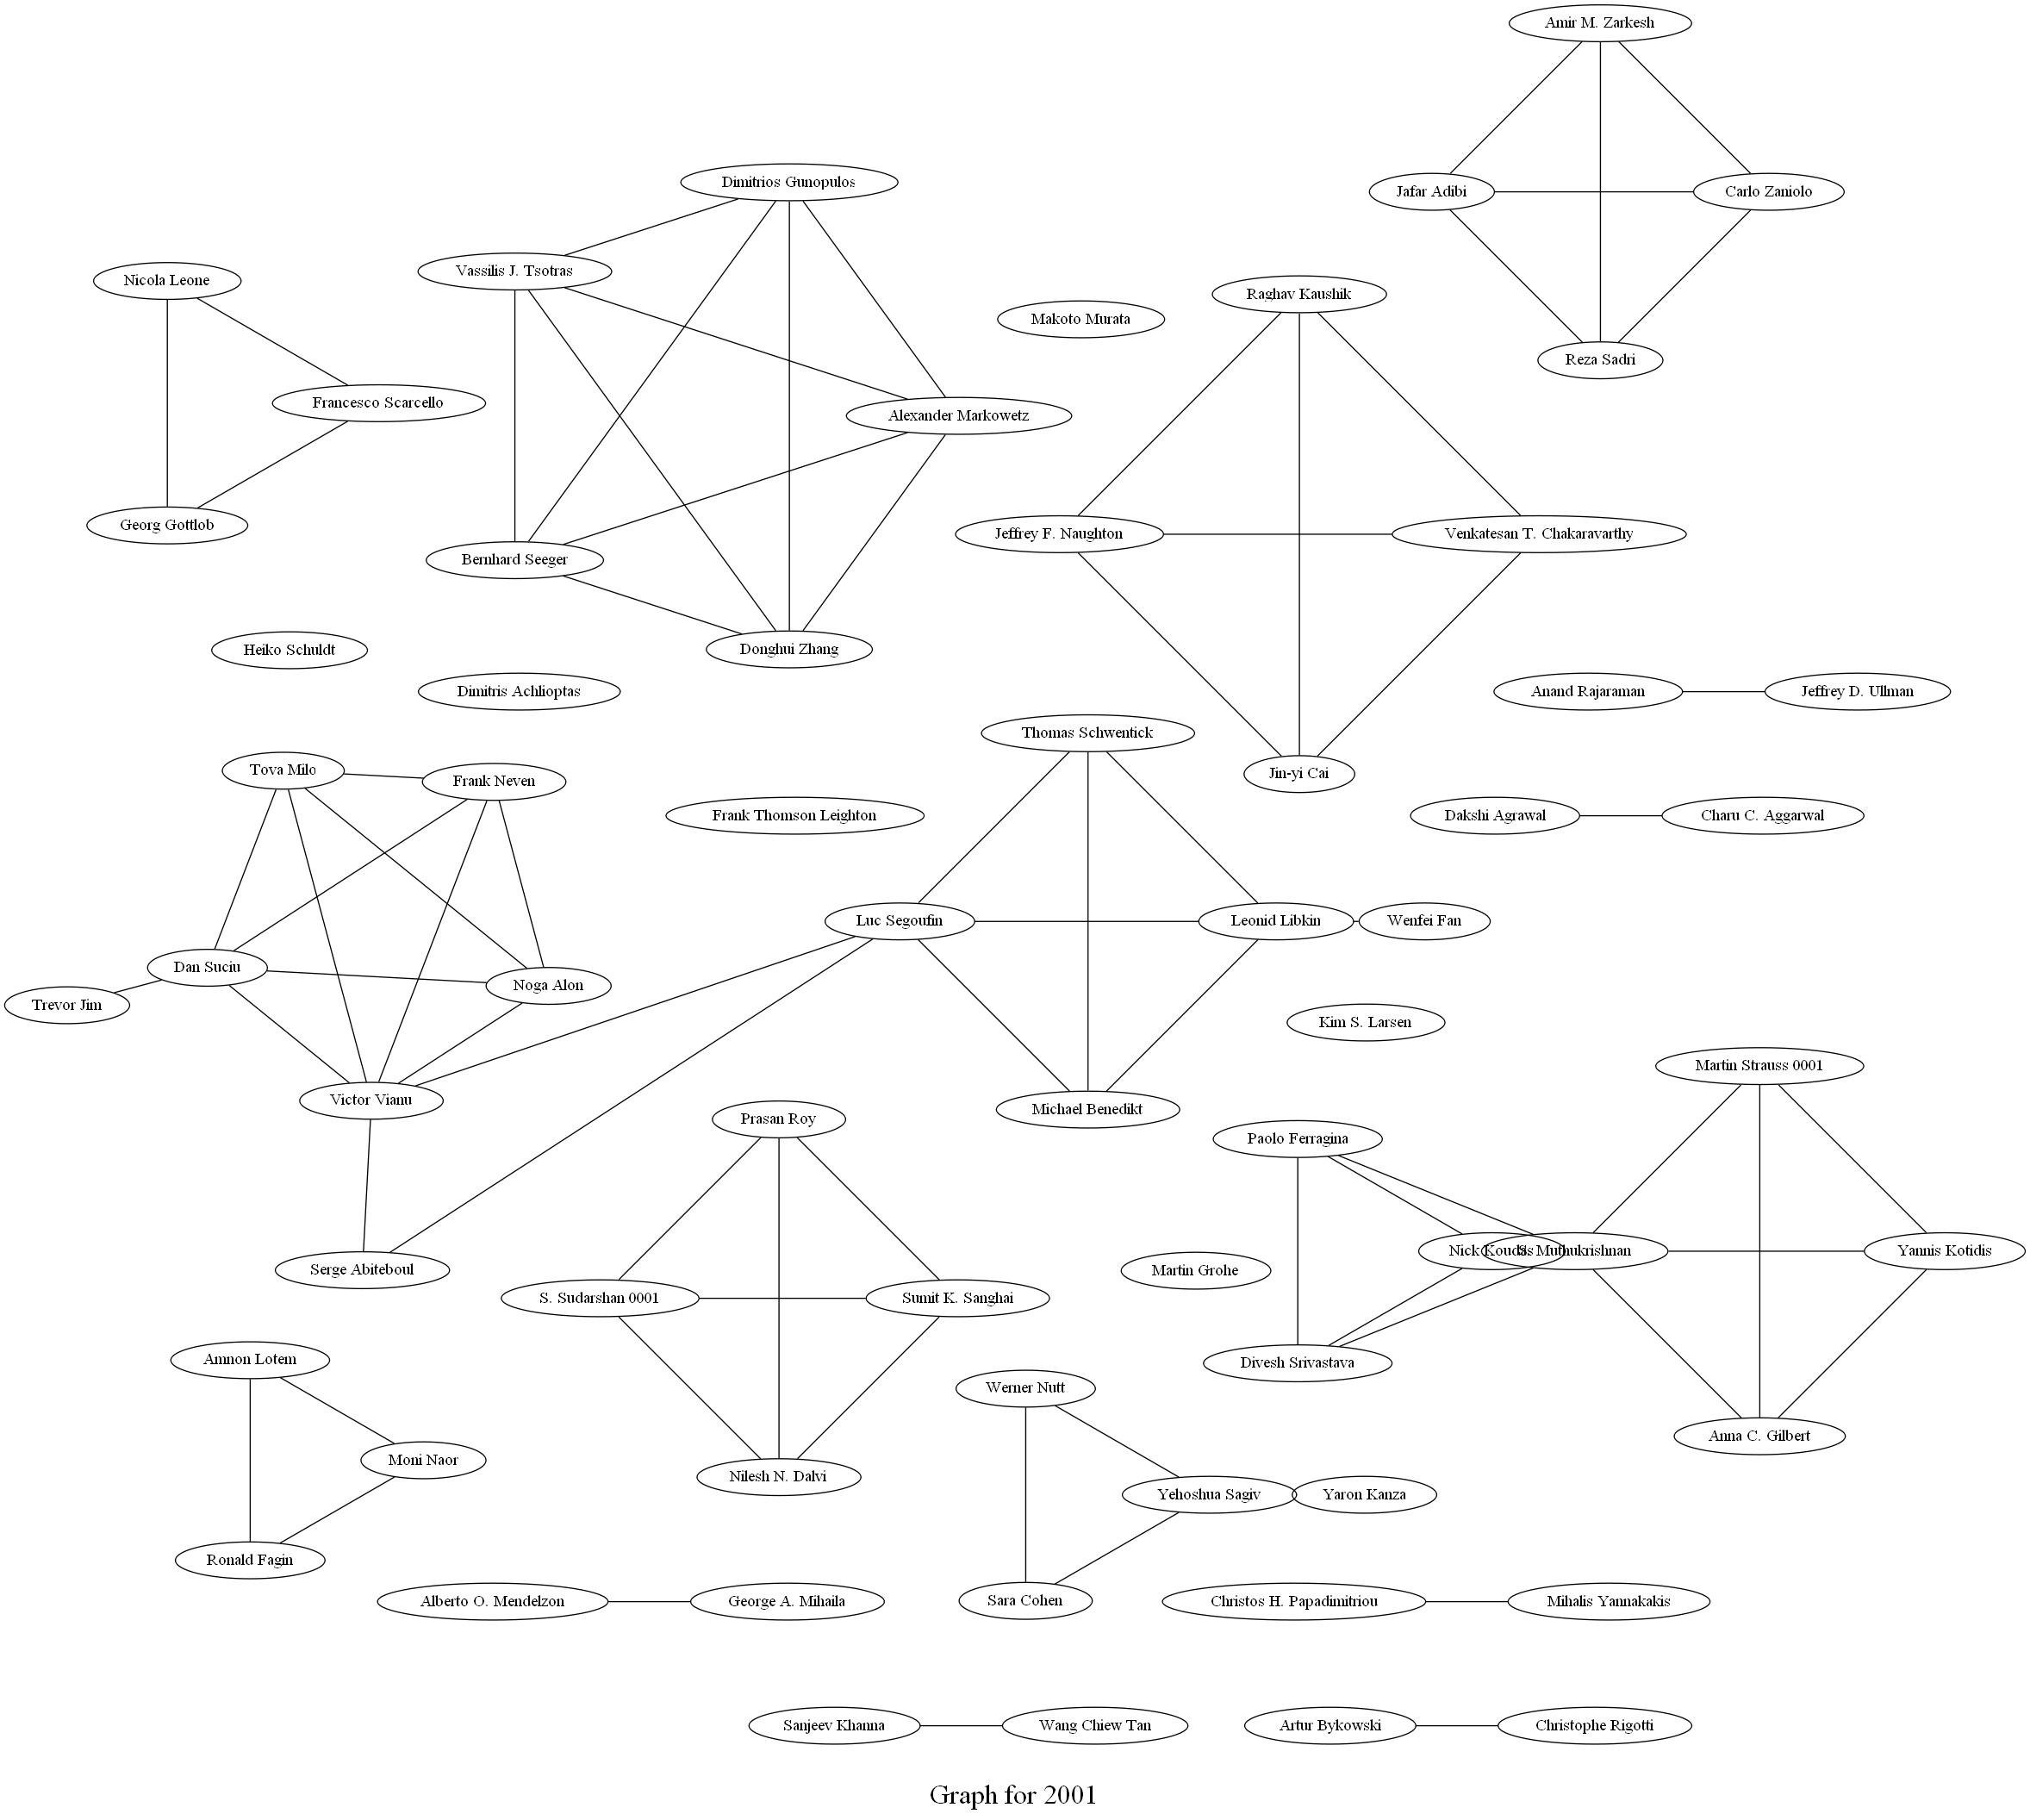 Amir M. Zarkesh
Dimitrios Gunopulos
Jafar Adibi
Carlo Zaniolo
Vassilis J. Tsotras
Nicola Leone
Raghav Kaushik
Makoto Murata
Reza Sadri
Francesco Scarcello
Alexander Markowetz
Georg Gottlob
Jeffrey F. Naughton
Venkatesan T. Chakaravarthy
Bernhard Seeger
Heiko Schuldt
Donghui Zhang
Dimitris Achlioptas
Anand Rajaraman
Jeffrey D. Ullman
Thomas Schwentick
Tova Milo
Frank Neven
Jin-yi Cai
Frank Thomson Leighton
Dakshi Agrawal
Charu C. Aggarwal
Luc Segoufin
Leonid Libkin
Wenfei Fan
Dan Suciu
Noga Alon
Trevor Jim
Kim S. Larsen
Martin Strauss 0001
Victor Vianu
Michael Benedikt
Prasan Roy
Paolo Ferragina
Nick Koudas
S. Muthukrishnan
Yannis Kotidis
Serge Abiteboul
Martin Grohe
S. Sudarshan 0001
Sumit K. Sanghai
Amnon Lotem
Divesh Srivastava
Werner Nutt
Anna C. Gilbert
Moni Naor
Nilesh N. Dalvi
Yehoshua Sagiv
Yaron Kanza
Ronald Fagin
Alberto O. Mendelzon
George A. Mihaila
Sara Cohen
Christos H. Papadimitriou
Mihalis Yannakakis
Sanjeev Khanna
Wang Chiew Tan
Artur Bykowski
Christophe Rigotti
Graph for 2001